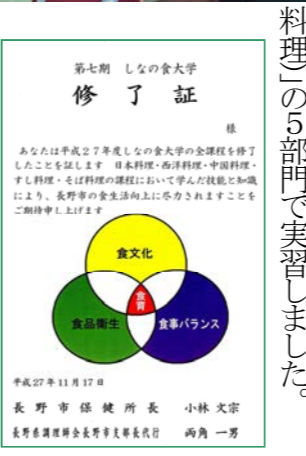 料理)」の5部門で実習しました。
第七期 しなの食大学
修了証
様
あなたは平成27年度しなの食大学の全課程を修了
したことを証します 日本料理・西洋料理・中国料理・
すし料理・そば料理の課程において学んだ技能と知識
により、長野市の食生活向上に尽力されますことを
ご期待申し上げます
食文化
食育
食品衛生
食事バランス
平成27年11月17日
長野市保健所長 小林文宗
長野県調理師会長野市支部長代行 両角一男